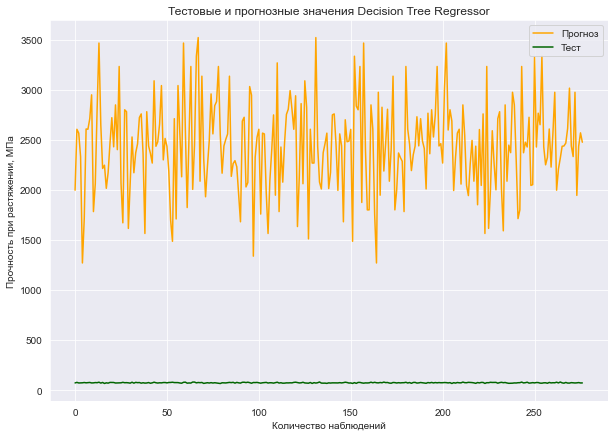 Тестовые и прогнозные значения Decision Tree Regressor
Прогноз
Тест
Прочность при растяжении, МПа
3500
3000
2500
2000
1500
1000
500
0
0
50
100
150
200
250
Количество наблюдений